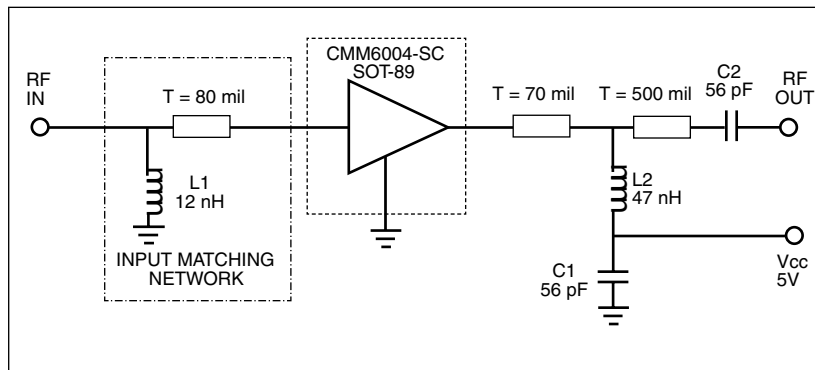 RF
IN
T = 80 mil
L1
12 nH
INPUT MATCHING
NETWORK
CMM6004-SC
SOT-89
T = 70 mil
T = 500 mil
C2
56 pF
RF
OUT
L2
47 nH
C1
56 pF
Vcc
5V